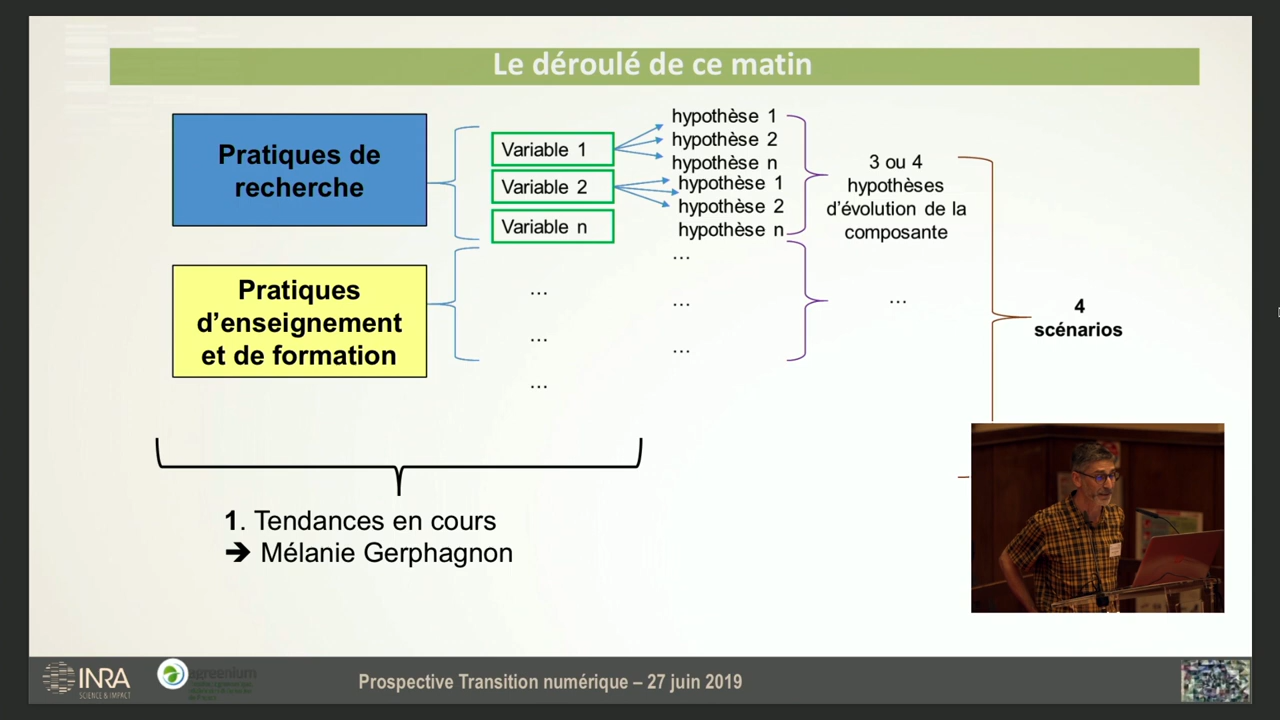 Le déroulé de ce matin
Pratiques de
recherche
Variable 1
Variable 2
Variable n
hypothèse 1
hypothèse 2
hypothèse n
hypothèse 1
hypothèse 2
hypothèse n
3 ou 4
hypothèses
d’évolution de la
composante
Pratiques
d’enseignement
et de formation
...
...
...
...
...
...
...
4
scénarios
1. Tendances en cours
➔ Mélanie Gerphagnon
INRA
SCIENCE & IMPACT
agreenium
Prospective Transition numérique – 27 juin 2019